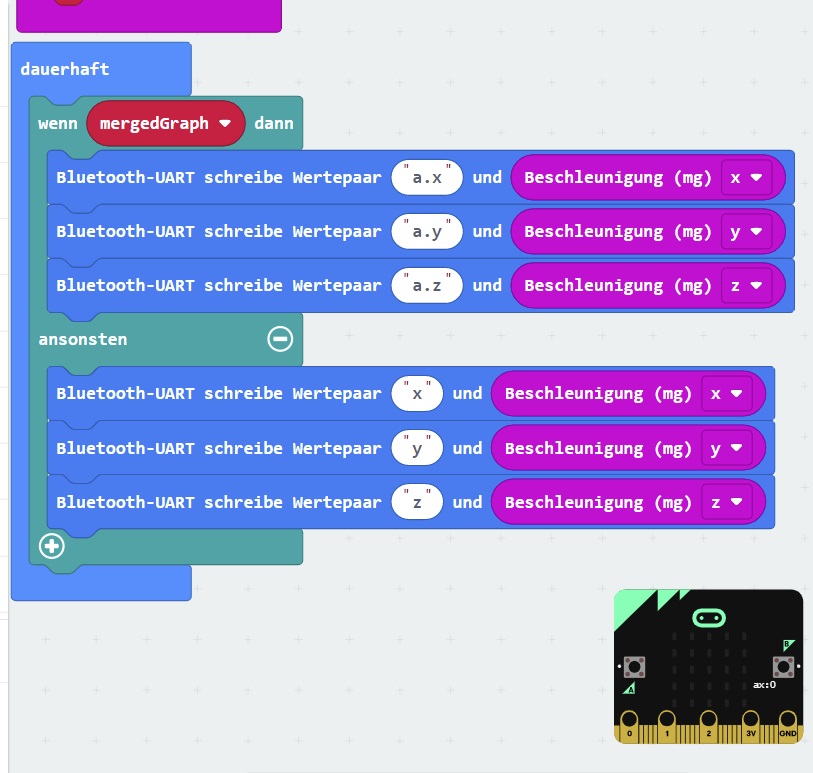 dauerhaft
wenn mergedGraph dann
Bluetooth-UART schreibe Wertepaar "a.x" und Beschleunigung (mg) x
Bluetooth-UART schreibe Wertepaar "a.y" und Beschleunigung (mg) y
Bluetooth-UART schreibe Wertepaar "a.z" und Beschleunigung (mg) z
ansonsten
Bluetooth-UART schreibe Wertepaar "x" und Beschleunigung (mg) x
Bluetooth-UART schreibe Wertepaar "y" und Beschleunigung (mg) y
Bluetooth-UART schreibe Wertepaar "z" und Beschleunigung (mg) z
B
A
ax:0
0 1 2 3V GND